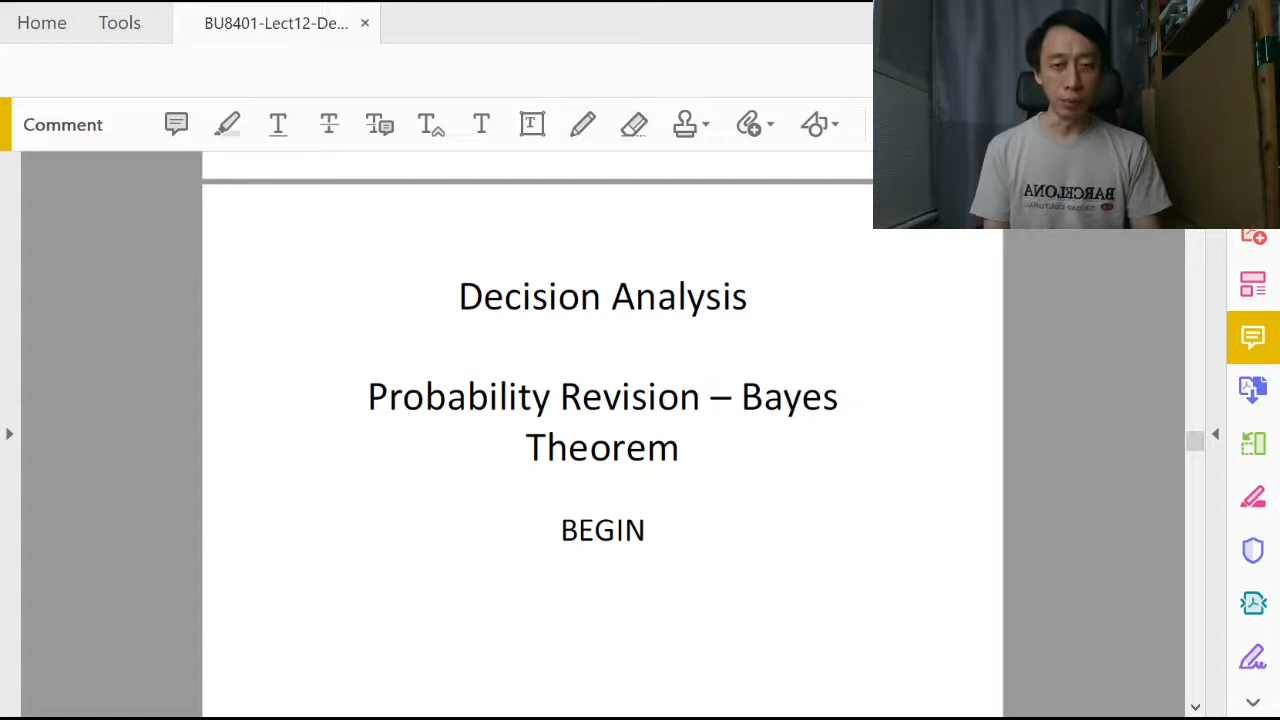 Home Tools BU8401-Lect12-De... ×
Comment
BARCELONA
Decision Analysis
Probability Revision – Bayes
Theorem
BEGIN